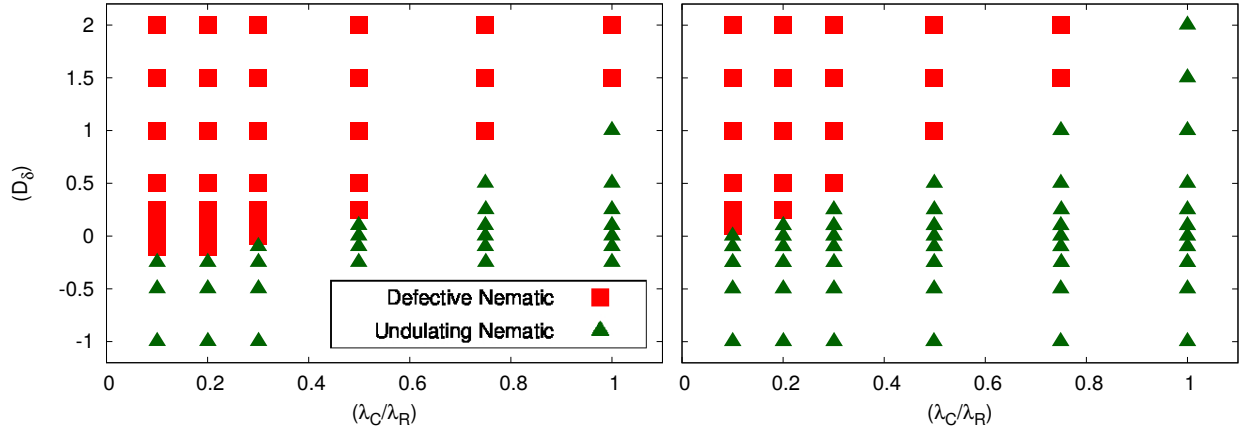 2
1.5
1
0.5
0
-0.5
-1
(D_δ)
Defective Nematic
Undulating Nematic
0 0.2 0.4 0.6 0.8 1
0 0.2 0.4 0.6 0.8 1
(λ_C/λ_R)
(λ_C/λ_R)